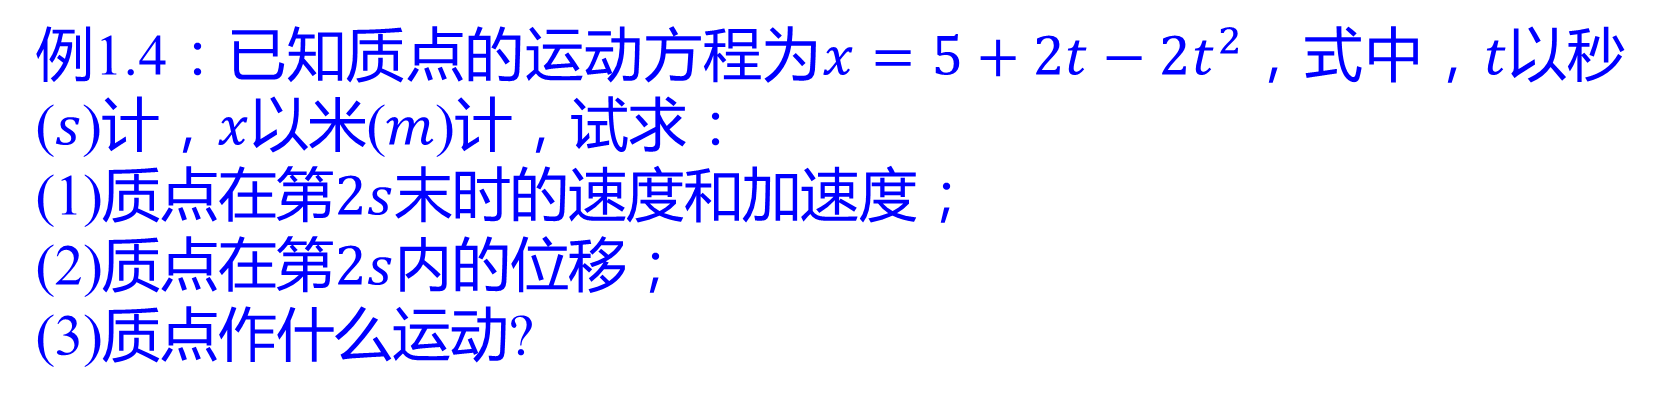 例1.4：已知质点的运动方程为x = 5 + 2t − 2t²，式中，t以秒
(s)计，x以米(m)计，试求：
(1)质点在第2s末时的速度和加速度；
(2)质点在第2s内的位移；
(3)质点作什么运动?